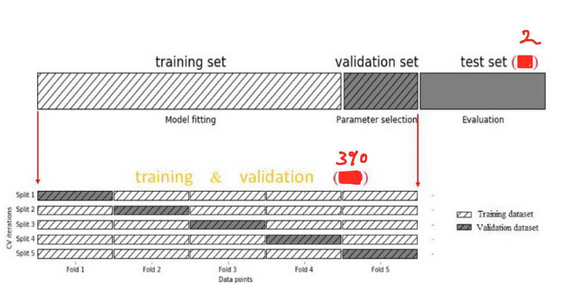 2
training set validation set test set ( )
Model fitting Parameter selection Evaluation
390
training & validation ( )
Split 1
Split 2
Split 3
Split 4
Split 5
CV iterations
Training dataset
Validation dataset
Fold 1 Fold 2 Fold 3 Fold 4 Fold 5
Data points